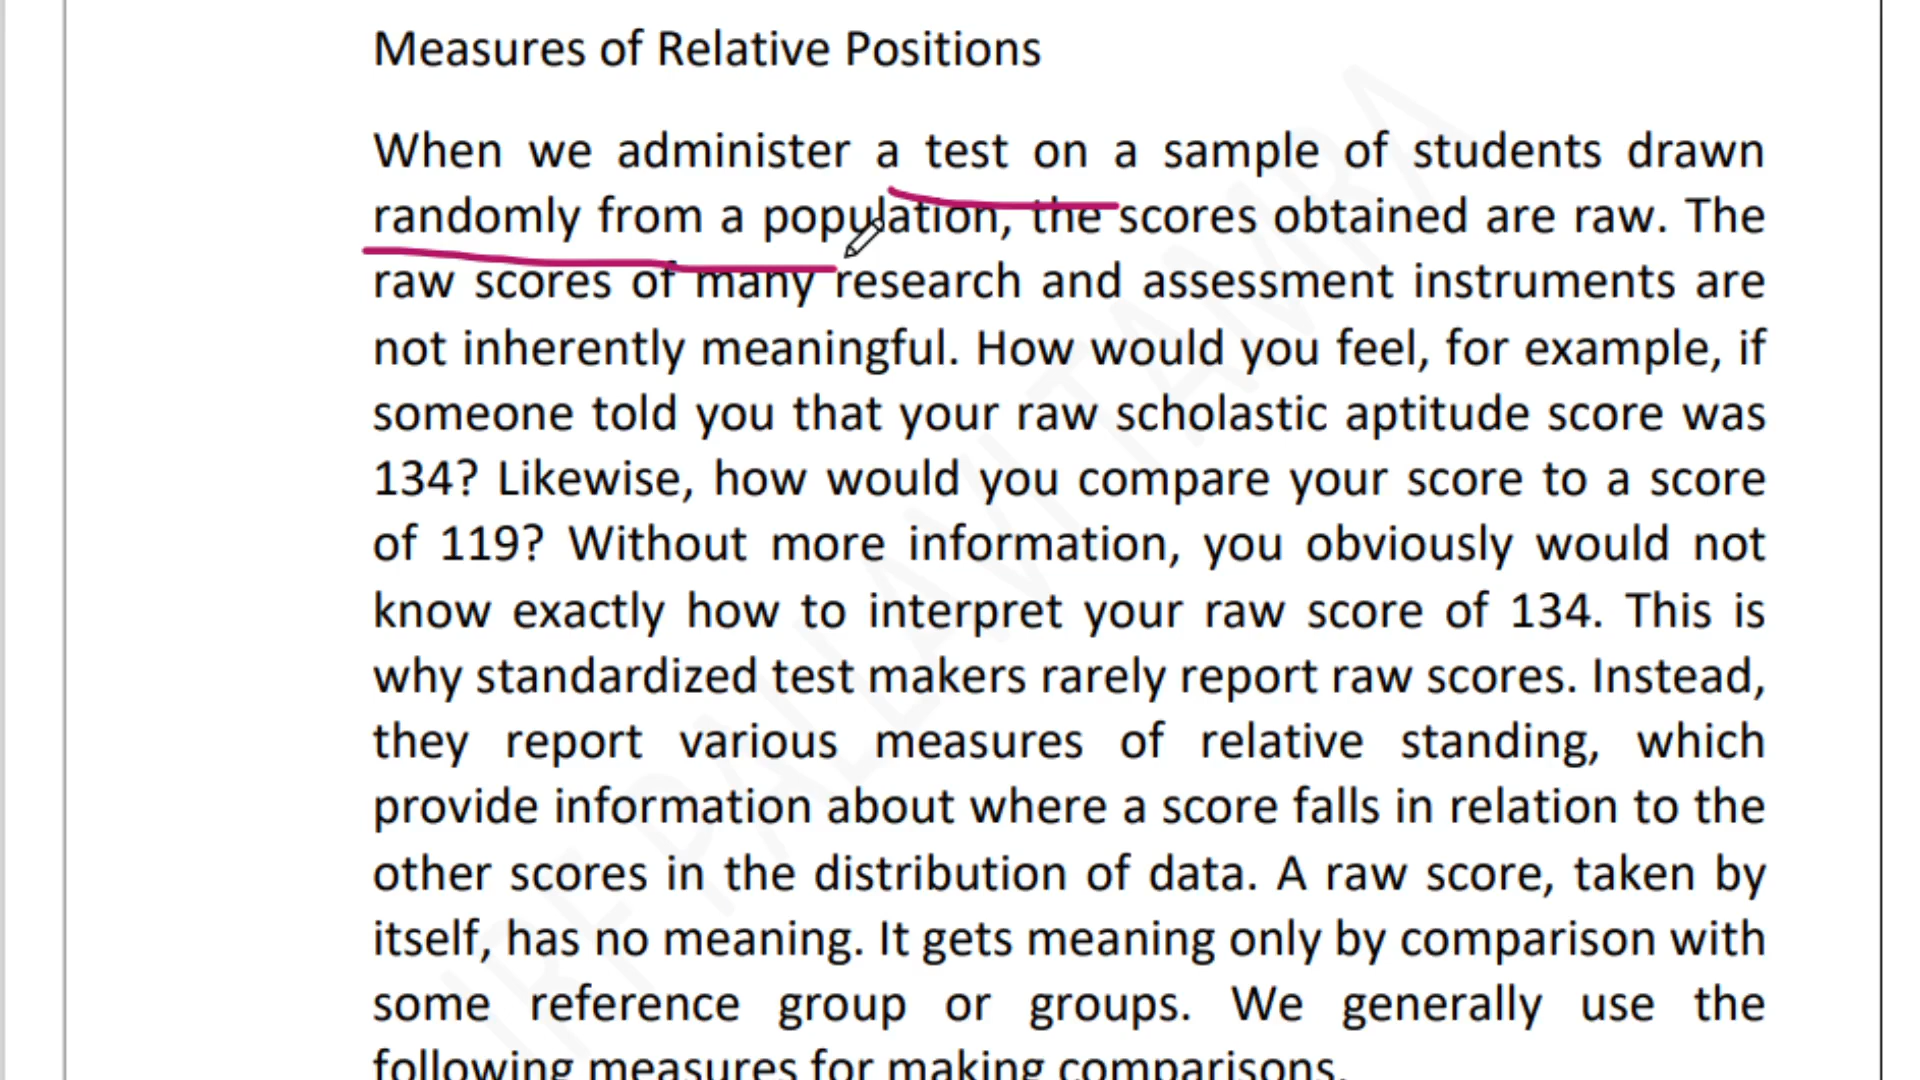 Measures of Relative Positions
When we administer a test on a sample of students drawn
randomly from a population, the scores obtained are raw. The
raw scores of many research and assessment instruments are
not inherently meaningful. How would you feel, for example, if
someone told you that your raw scholastic aptitude score was
134? Likewise, how would you compare your score to a score
of 119? Without more information, you obviously would not
know exactly how to interpret your raw score of 134. This is
why standardized test makers rarely report raw scores. Instead,
they report various measures of relative standing, which
provide information about where a score falls in relation to the
other scores in the distribution of data. A raw score, taken by
itself, has no meaning. It gets meaning only by comparison with
some reference group or groups. We generally use the
following measures for making comparisons.
JRF PALLAVI TAMRA